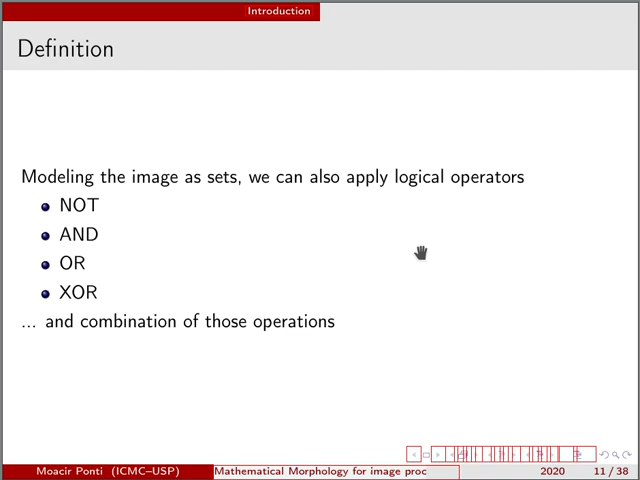 Introduction
Definition
Modeling the image as sets, we can also apply logical operators
NOT
AND
OR
XOR
... and combination of those operations
Moacir Ponti (ICMC–USP) Mathematical Morphology for image proc 2020 11 / 38